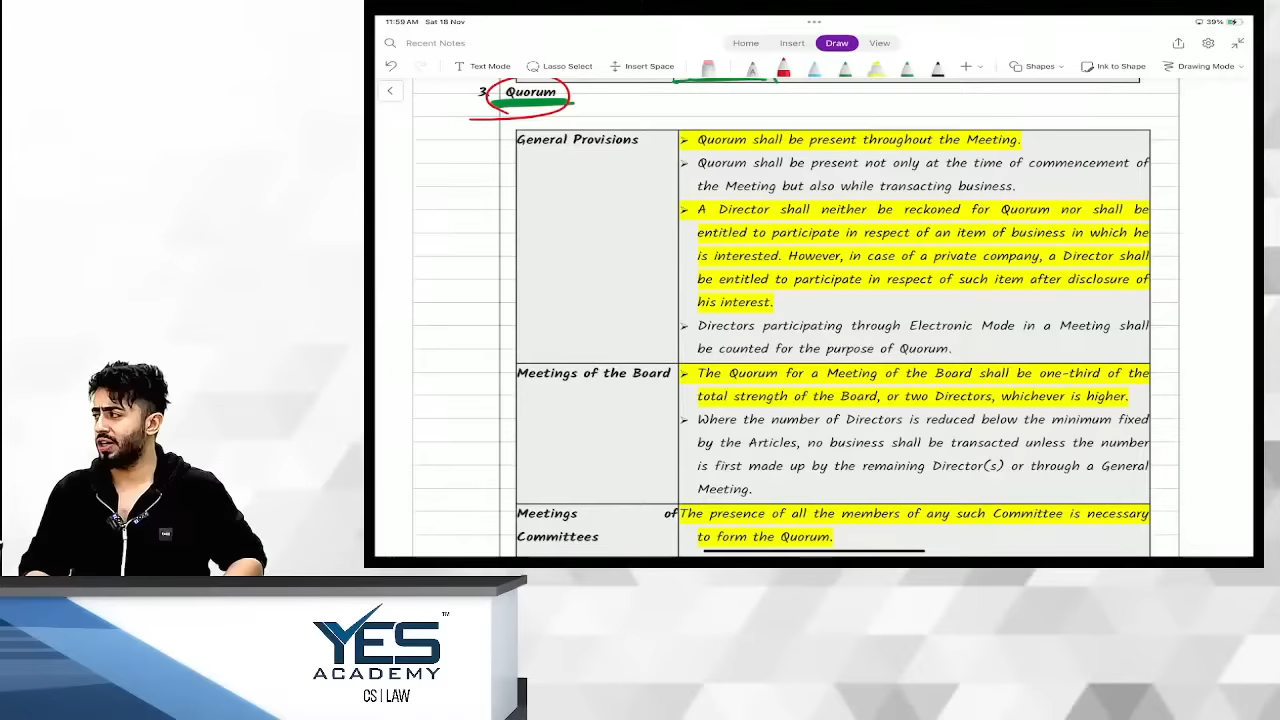 11:59 AM Sat 18 Nov
39%
Recent Notes
Home Insert Draw View
Text Mode Lasso Select Insert Space Shapes Ink to Shape Drawing Mode
3. Quorum
General Provisions
➢ Quorum shall be present throughout the Meeting.
➢ Quorum shall be present not only at the time of commencement of
the Meeting but also while transacting business.
➢ A Director shall neither be reckoned for Quorum nor shall be
entitled to participate in respect of an item of business in which he
is interested. However, in case of a private company, a Director shall
be entitled to participate in respect of such item after disclosure of
his interest.
➢ Directors participating through Electronic Mode in a Meeting shall
be counted for the purpose of Quorum.
Meetings of the Board
➢ The Quorum for a Meeting of the Board shall be one-third of the
total strength of the Board, or two Directors, whichever is higher.
➢ Where the number of Directors is reduced below the minimum fixed
by the Articles, no business shall be transacted unless the number
is first made up by the remaining Director(s) or through a General
Meeting.
Meetings of
Committees
The presence of all the members of any such Committee is necessary
to form the Quorum.
YES
™
ACADEMY
CS | LAW